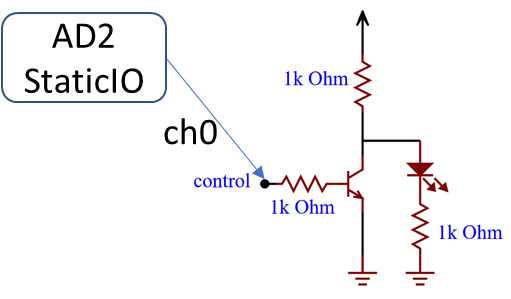 AD2
StaticIO
ch0
1k Ohm
control
1k Ohm
1k Ohm